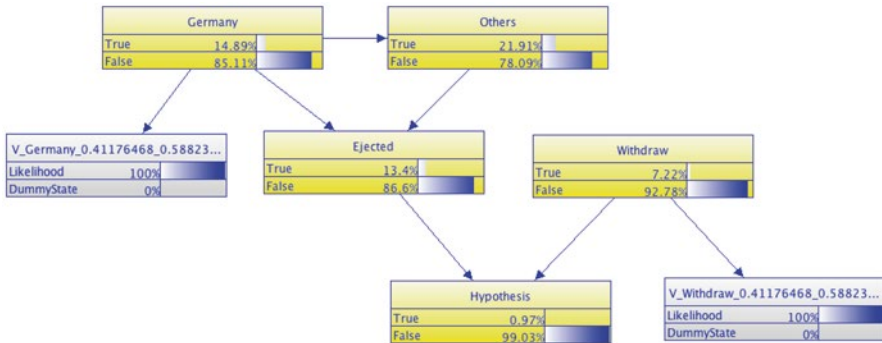 Germany
True 14.89%
False 85.11%
Others
True 21.91%
False 78.09%
V_Germany_0.41176468_0.58823...
Likelihood 100%
DummyState 0%
Ejected
True 13.4%
False 86.6%
Withdraw
True 7.22%
False 92.78%
Hypothesis
True 0.97%
False 99.03%
V_Withdraw_0.41176468_0.58823...
Likelihood 100%
DummyState 0%